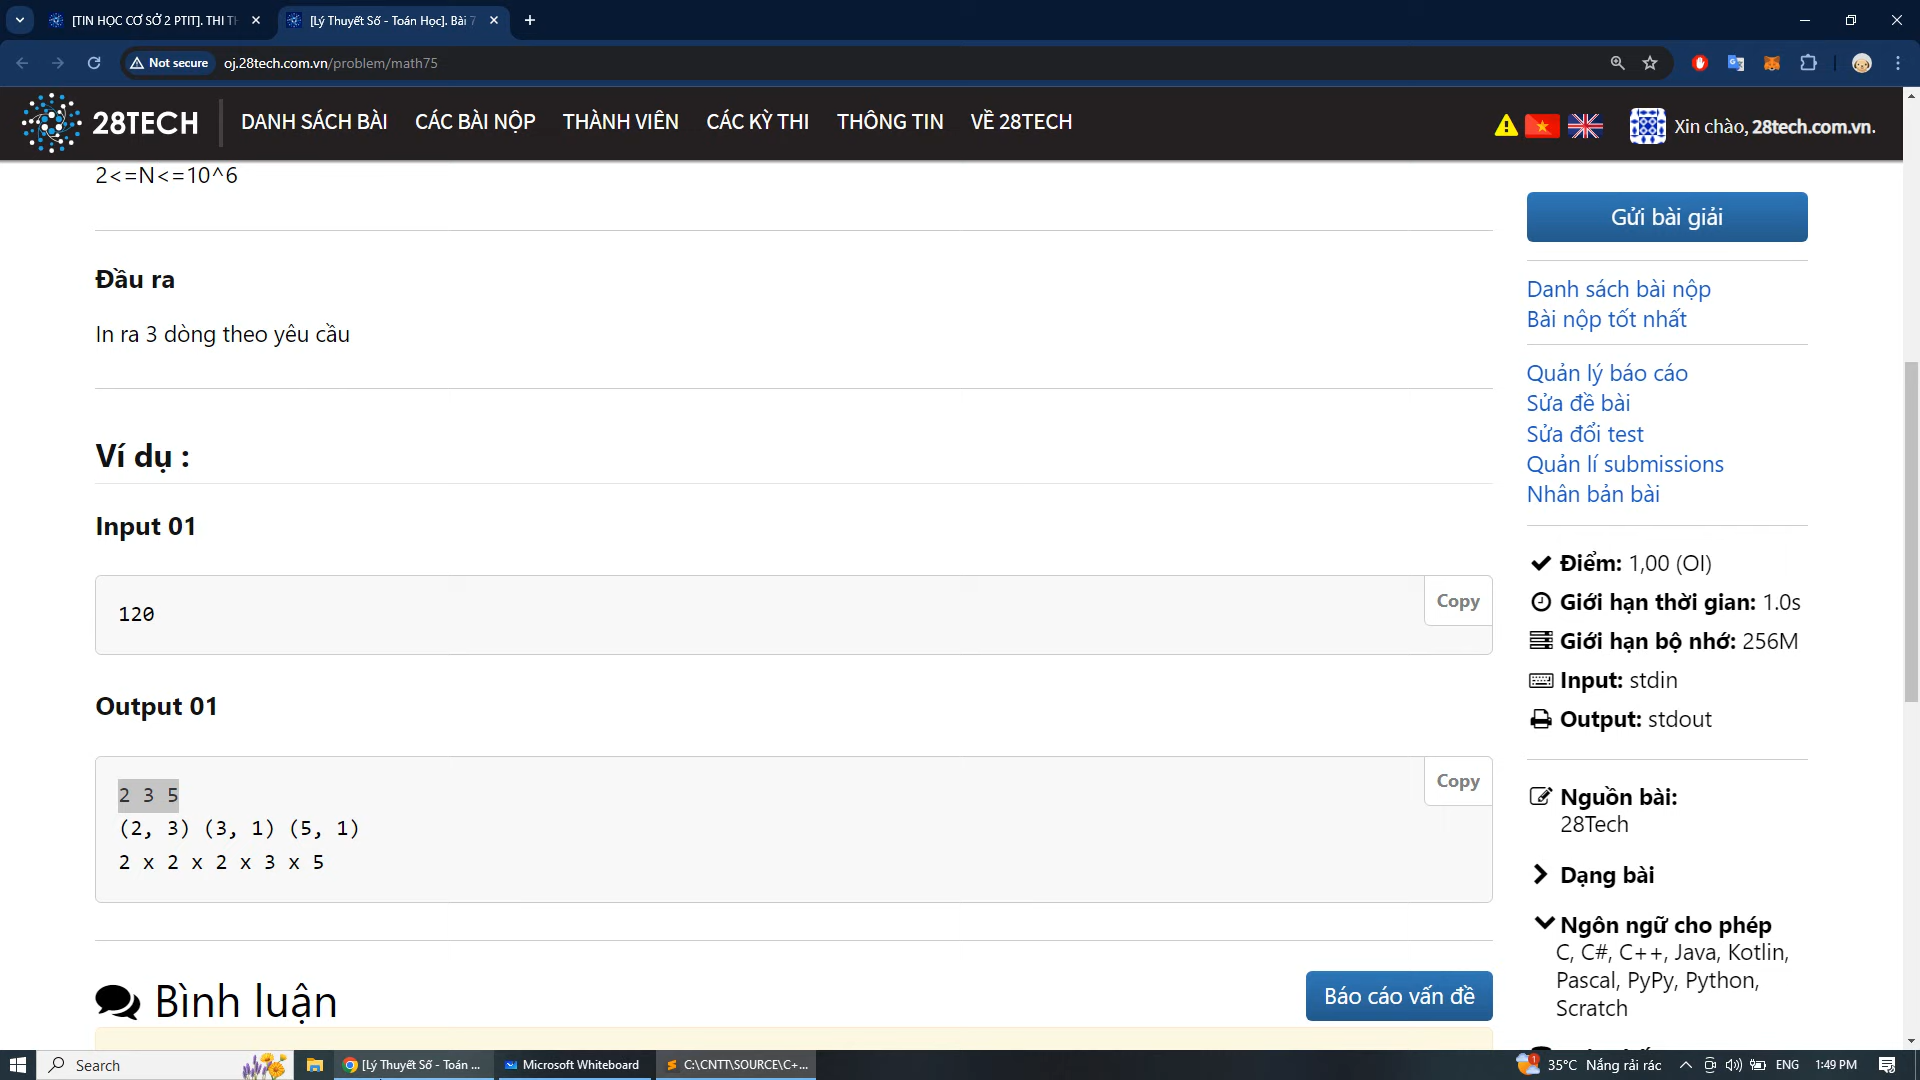 [TIN HỌC CƠ SỞ 2 PTIT]. THI T
[Lý Thuyết Số - Toán Học]. Bài 7
Not secure
oj.28tech.com.vn/problem/math75
28TECH
DANH SÁCH BÀI
CÁC BÀI NỘP
THÀNH VIÊN
CÁC KỲ THI
THÔNG TIN
VỀ 28TECH
Xin chào, 28tech.com.vn.
2<=N<=10^6
Đầu ra
In ra 3 dòng theo yêu cầu
Ví dụ :
Input 01
120
Copy
Output 01
2 3 5
(2, 3) (3, 1) (5, 1)
2 x 2 x 2 x 3 x 5
Copy
Bình luận
Báo cáo vấn đề
Gửi bài giải
Danh sách bài nộp
Bài nộp tốt nhất
Quản lý báo cáo
Sửa đề bài
Sửa đổi test
Quản lí submissions
Nhân bản bài
Điểm: 1,00 (OI)
Giới hạn thời gian: 1.0s
Giới hạn bộ nhớ: 256M
Input: stdin
Output: stdout
Nguồn bài:
28Tech
Dạng bài
Ngôn ngữ cho phép
C, C#, C++, Java, Kotlin,
Pascal, PyPy, Python,
Scratch
Search
[Lý Thuyết Số - Toán ...
Microsoft Whiteboard
C:\CNTT\SOURCE\C+...
1
35°C Nắng rải rác
ENG
1:49 PM